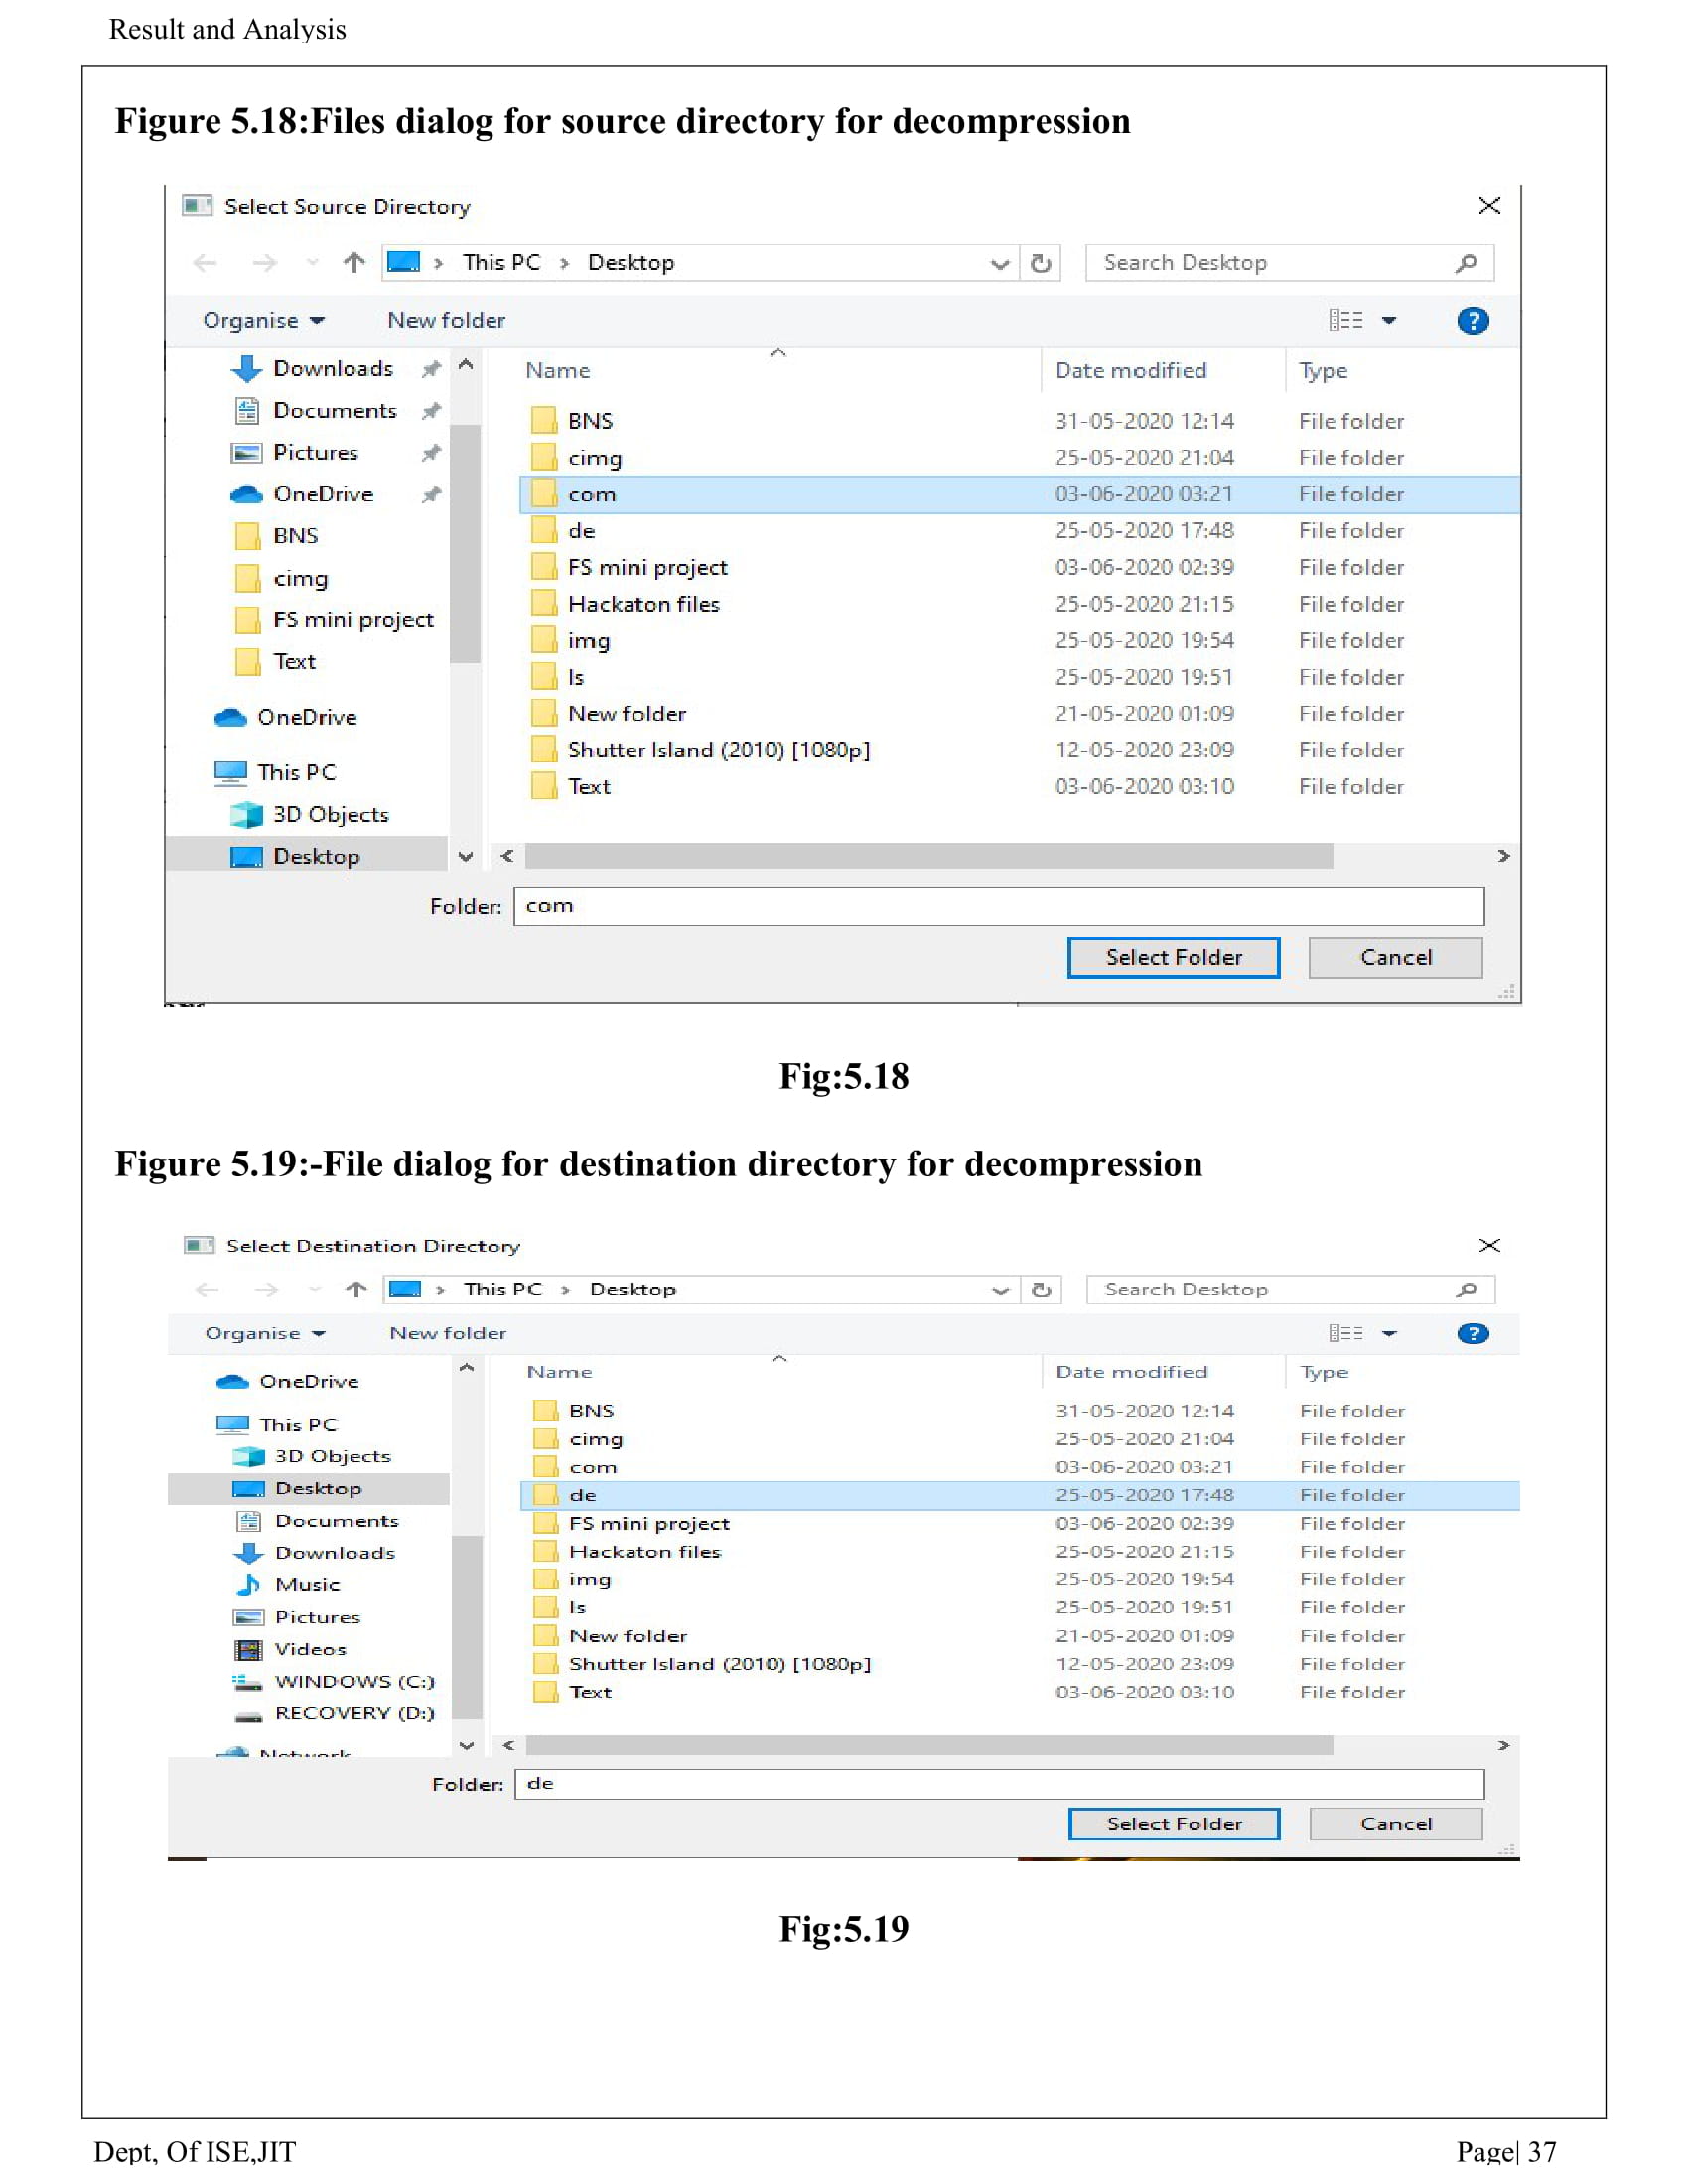 Result and Analysis
Figure 5.18:Files dialog for source directory for decompression
Select Source Directory
This PC > Desktop
Search Desktop
Organise
New folder
Downloads
Documents
Pictures
OneDrive
BNS
cimg
FS mini project
Text
OneDrive
This PC
3D Objects
Desktop
Name Date modified Type
BNS 31-05-2020 12:14 File folder
cimg 25-05-2020 21:04 File folder
com 03-06-2020 03:21 File folder
de 25-05-2020 17:48 File folder
FS mini project 03-06-2020 02:39 File folder
Hackaton files 25-05-2020 21:15 File folder
img 25-05-2020 19:54 File folder
ls 25-05-2020 19:51 File folder
New folder 21-05-2020 01:09 File folder
Shutter Island (2010) [1080p] 12-05-2020 23:09 File folder
Text 03-06-2020 03:10 File folder
Folder: com
Select Folder Cancel
Fig:5.18
Figure 5.19:-File dialog for destination directory for decompression
Select Destination Directory
This PC > Desktop
Search Desktop
Organise
New folder
OneDrive
This PC
3D Objects
Desktop
Documents
Downloads
Music
Pictures
Videos
WINDOWS (C:)
RECOVERY (D:)
Network
Name Date modified Type
BNS 31-05-2020 12:14 File folder
cimg 25-05-2020 21:04 File folder
com 03-06-2020 03:21 File folder
de 25-05-2020 17:48 File folder
FS mini project 03-06-2020 02:39 File folder
Hackaton files 25-05-2020 21:15 File folder
img 25-05-2020 19:54 File folder
ls 25-05-2020 19:51 File folder
New folder 21-05-2020 01:09 File folder
Shutter Island (2010) [1080p] 12-05-2020 23:09 File folder
Text 03-06-2020 03:10 File folder
Folder: de
Select Folder Cancel
Fig:5.19
Dept, Of ISE,JIT
Page| 37